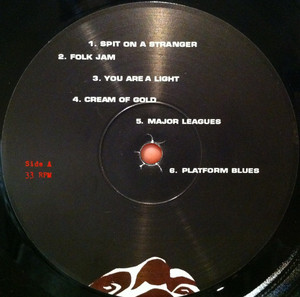 1. SPIT ON A STRANGER
2. FOLK JAM
3. YOU ARE A LIGHT
4. CREAM OF GOLD
5. MAJOR LEAGUES
Side A
33 RPM
6. PLATFORM BLUES